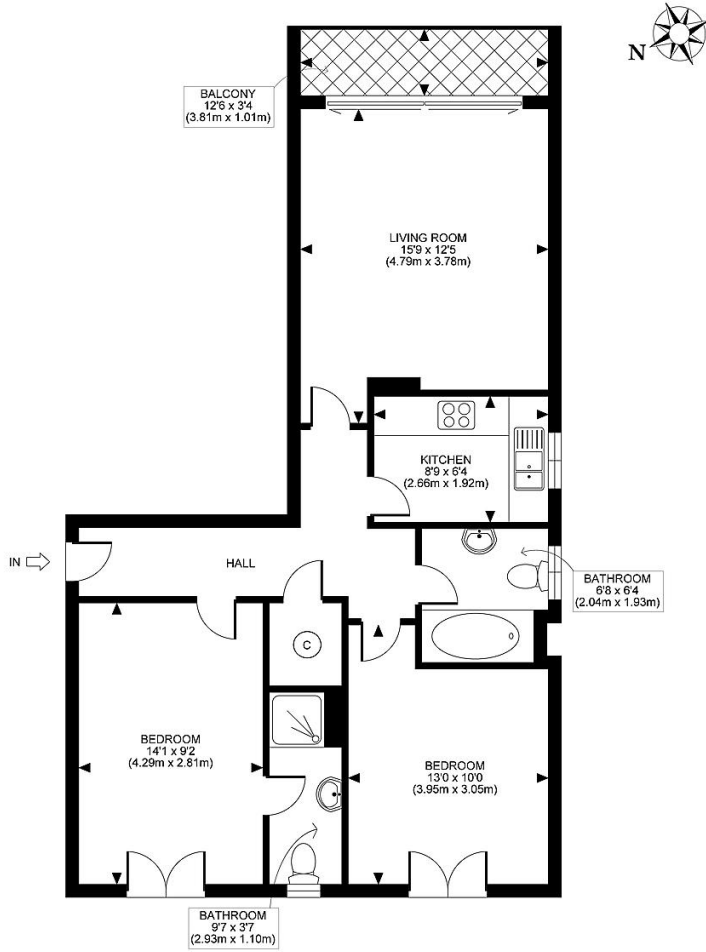 N
BALCONY
12'6 x 3'4
(3.81m x 1.01m)
LIVING ROOM
15'9 x 12'5
(4.79m x 3.78m)
KITCHEN
8'9 x 6'4
(2.66m x 1.92m)
IN
HALL
BATHROOM
6'8 x 6'4
(2.04m x 1.93m)
C
BEDROOM
14'1 x 9'2
(4.29m x 2.81m)
BEDROOM
13'0 x 10'0
(3.95m x 3.05m)
BATHROOM
9'7 x 3'7
(2.93m x 1.10m)